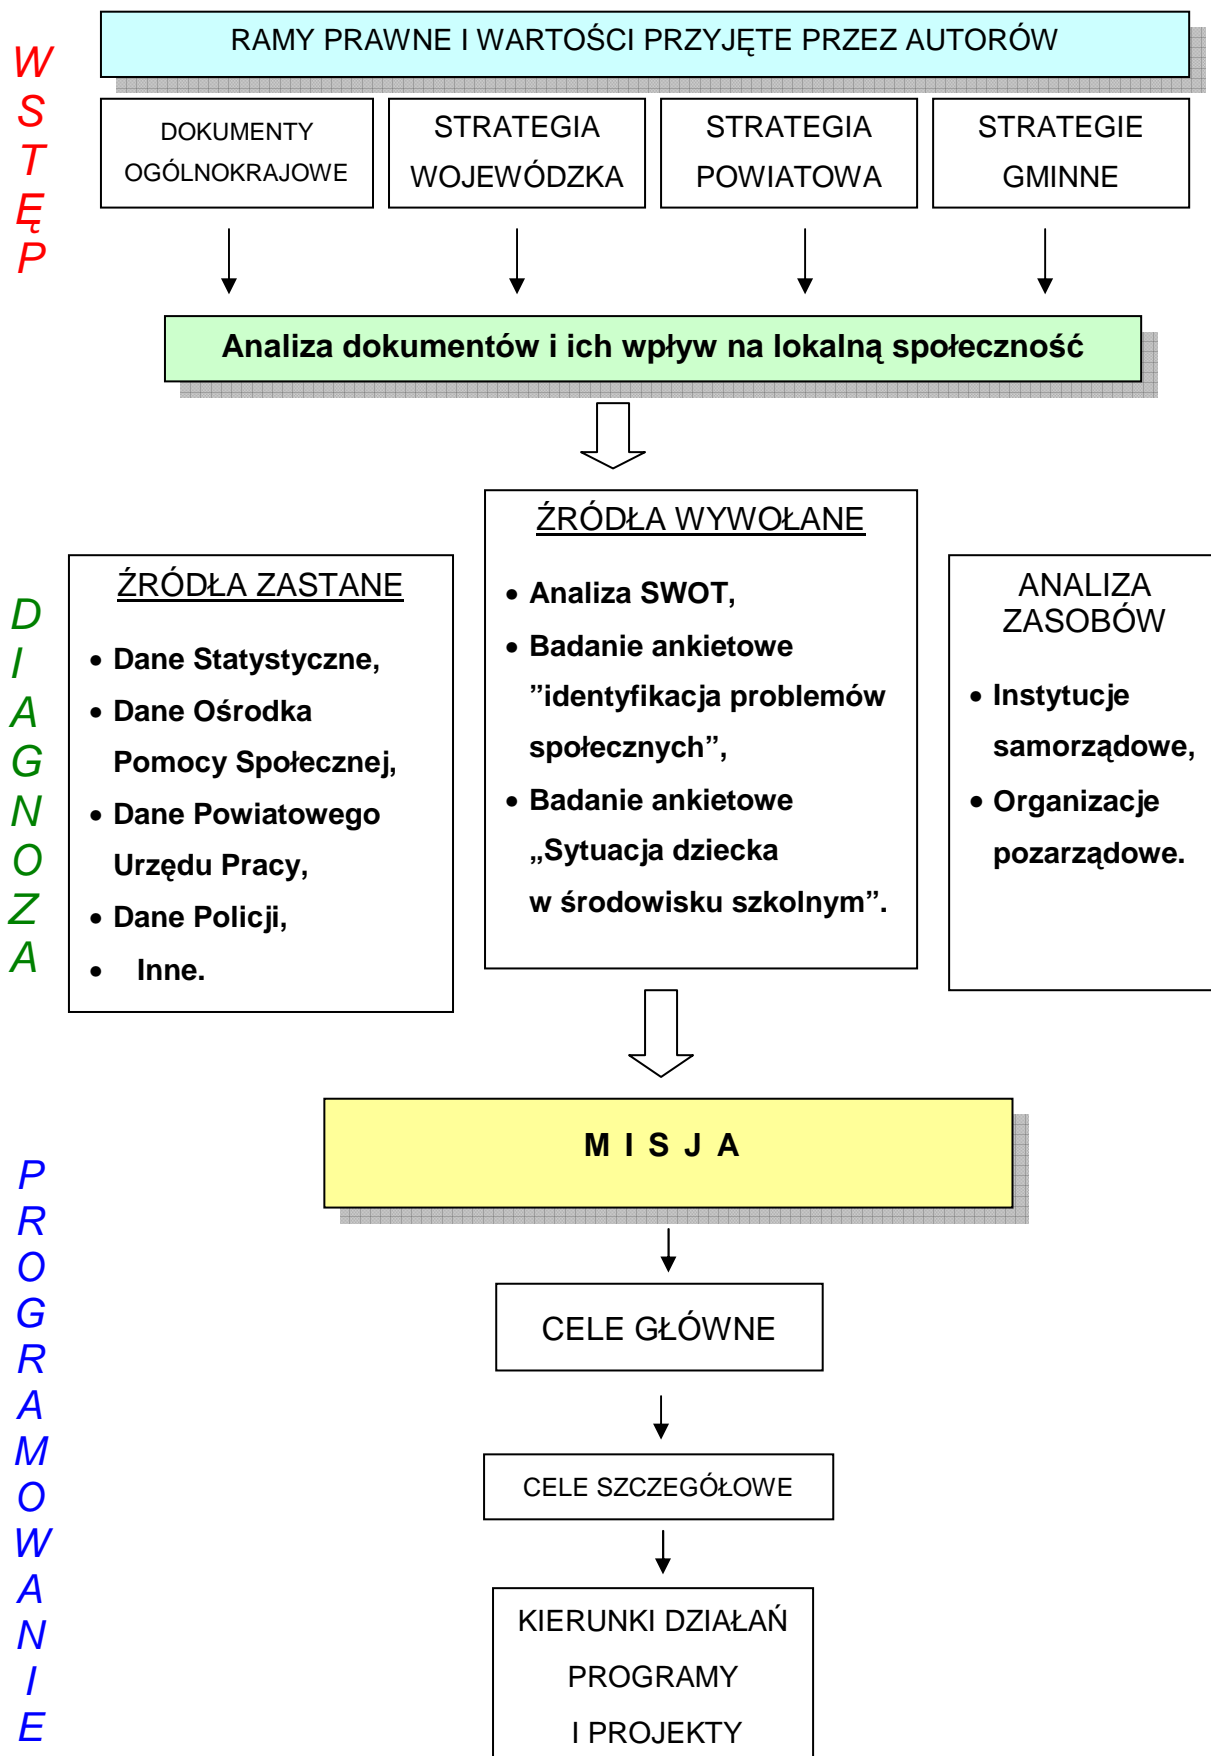 WSTĘP
RAMY PRAWNE I WARTOŚCI PRZYJĘTE PRZEZ AUTORÓW
DOKUMENTY
OGÓLNOKRAJOWE
STRATEGIA
WOJEWÓDZKA
STRATEGIA
POWIATOWA
STRATEGIE
GMINNE
Analiza dokumentów i ich wpływ na lokalną społeczność
DIAGNOZA
ŹRÓDŁA ZASTANE
• Dane Statystyczne,
• Dane Ośrodka
Pomocy Społecznej,
• Dane Powiatowego
Urzędu Pracy,
• Dane Policji,
• Inne.
ŹRÓDŁA WYWOŁANE
• Analiza SWOT,
• Badanie ankietowe
”identyfikacja problemów
społecznych”,
• Badanie ankietowe
„Sytuacja dziecka
w środowisku szkolnym”.
ANALIZA
ZASOBÓW
• Instytucje
samorządowe,
• Organizacje
pozarządowe.
PROGRAMOWANIE
M I S J A
CELE GŁÓWNE
CELE SZCZEGÓŁOWE
KIERUNKI DZIAŁAŃ
PROGRAMY
I PROJEKTY